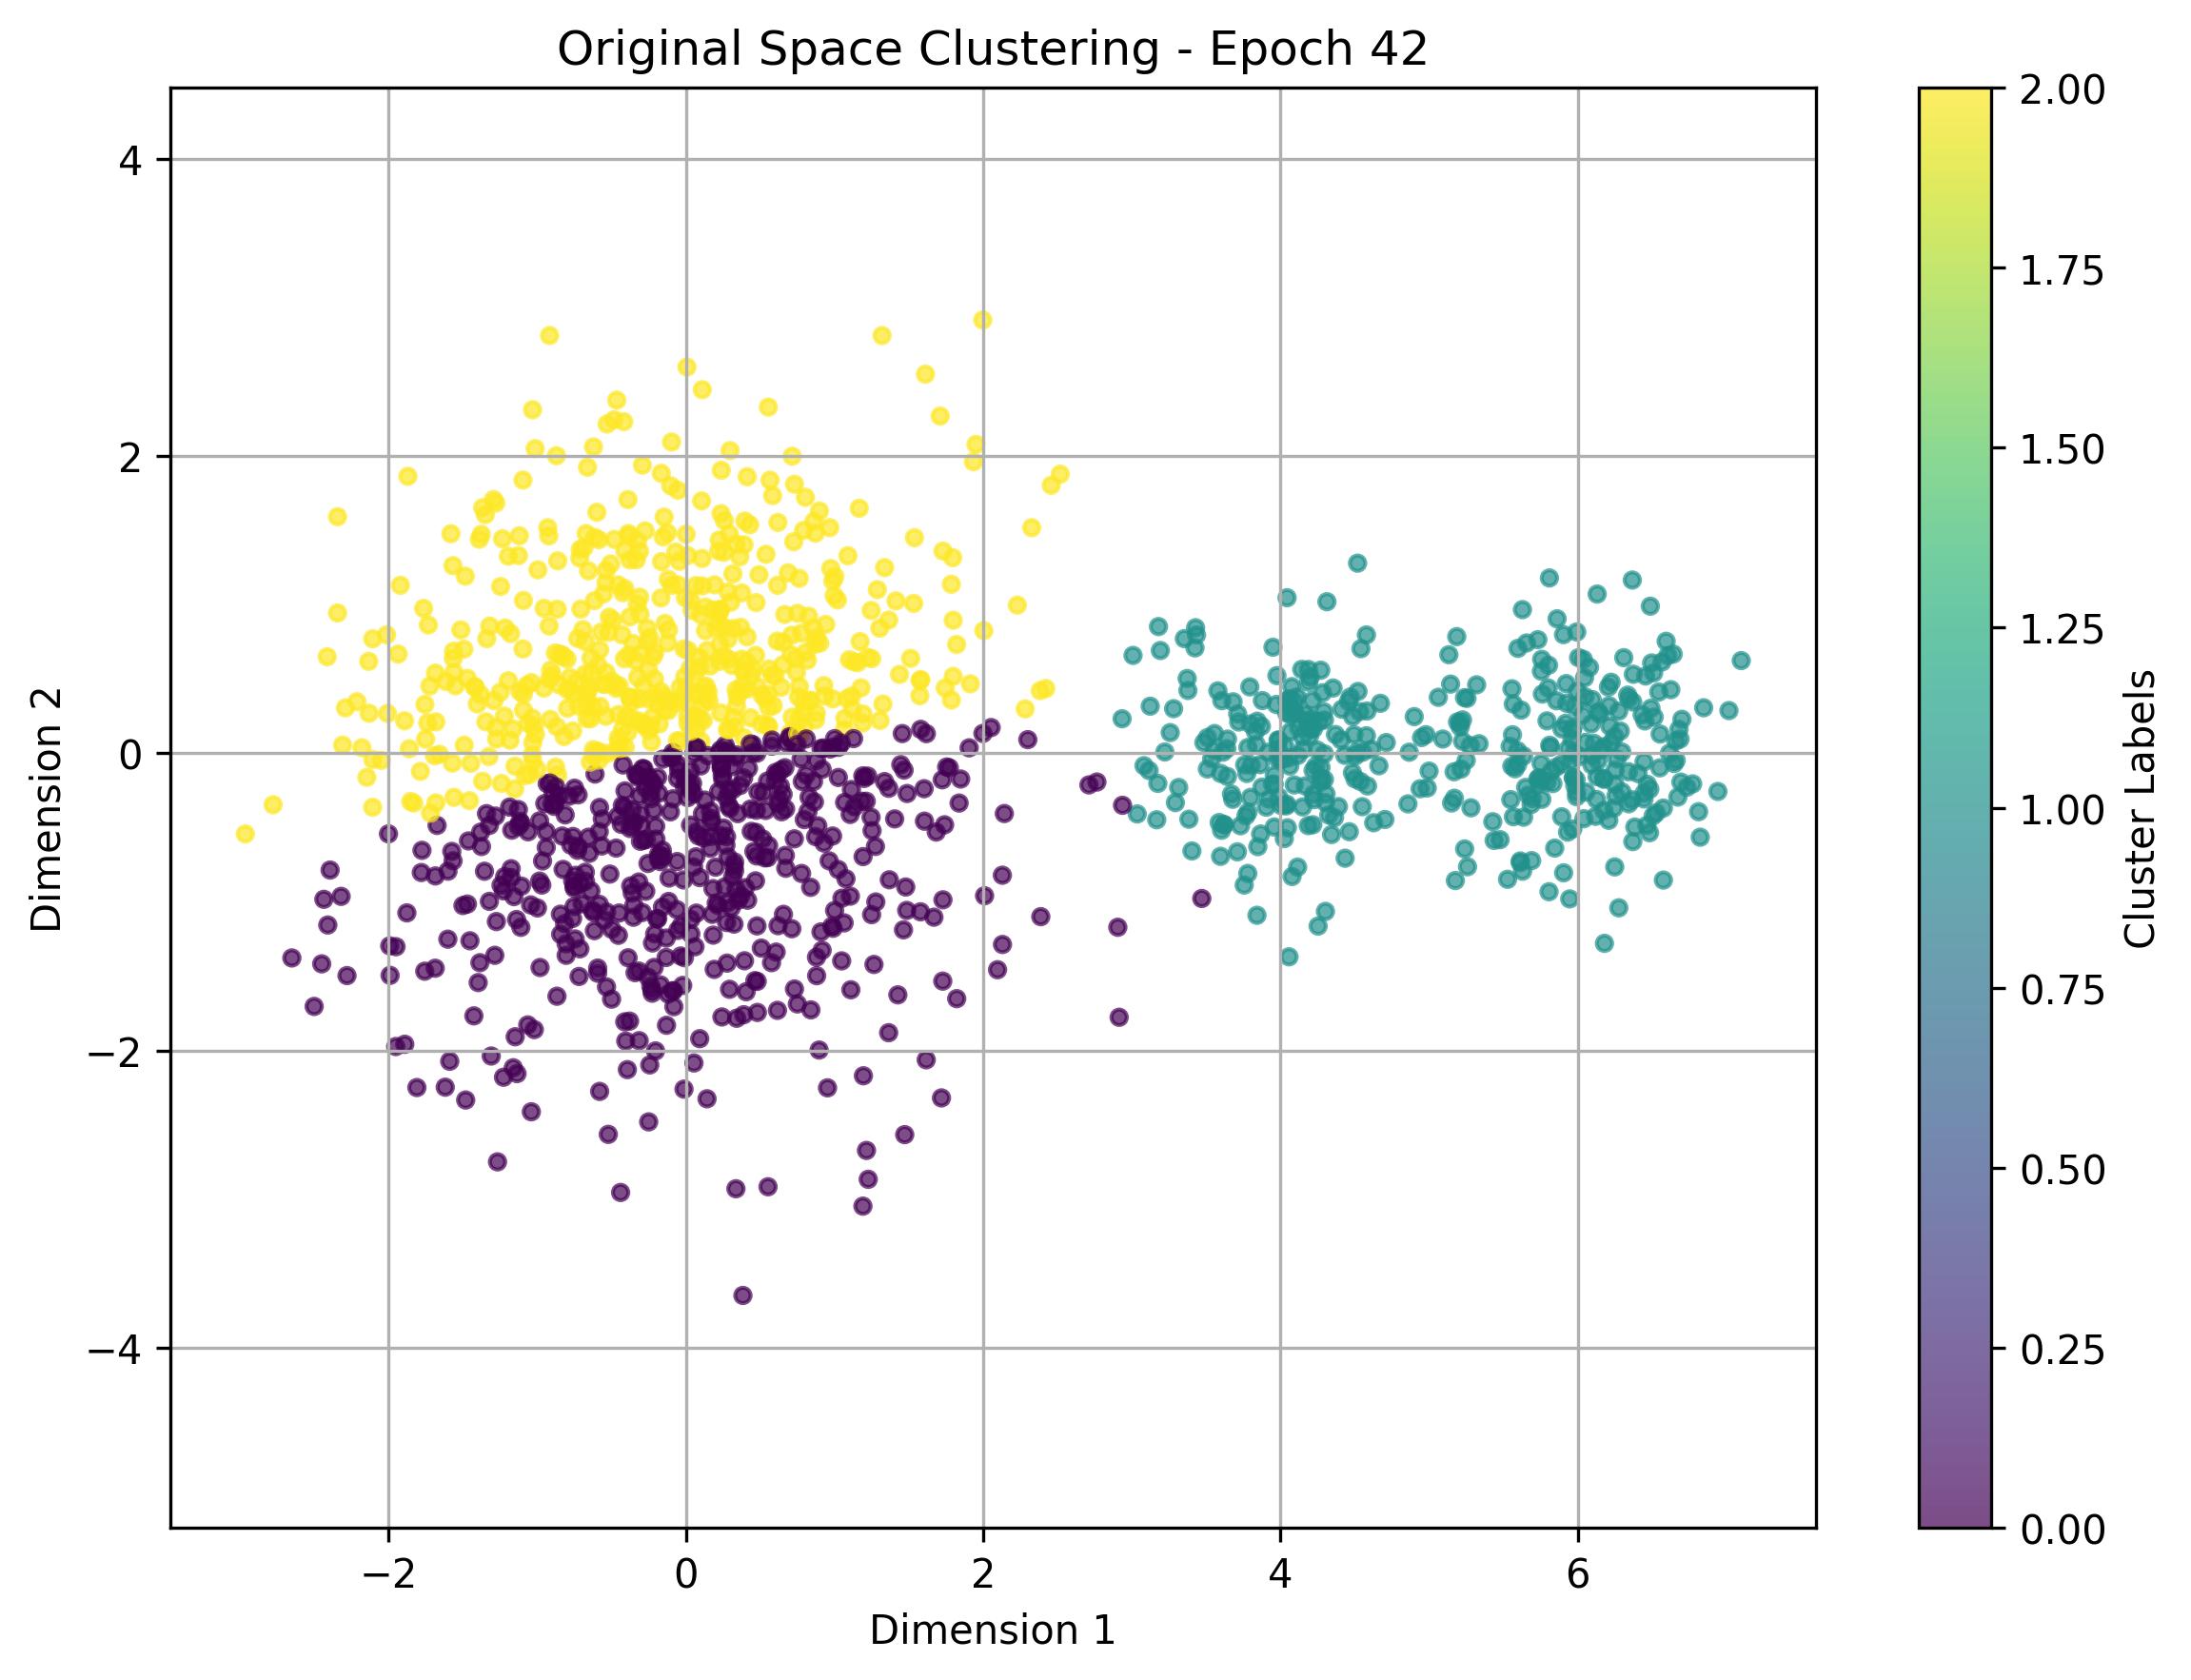 Original Space Clustering - Epoch 42
4
2
0
−2
−4
Dimension 2
−2 0 2 4 6
Dimension 1
2.00
1.75
1.50
1.25
1.00
0.75
0.50
0.25
0.00
Cluster Labels